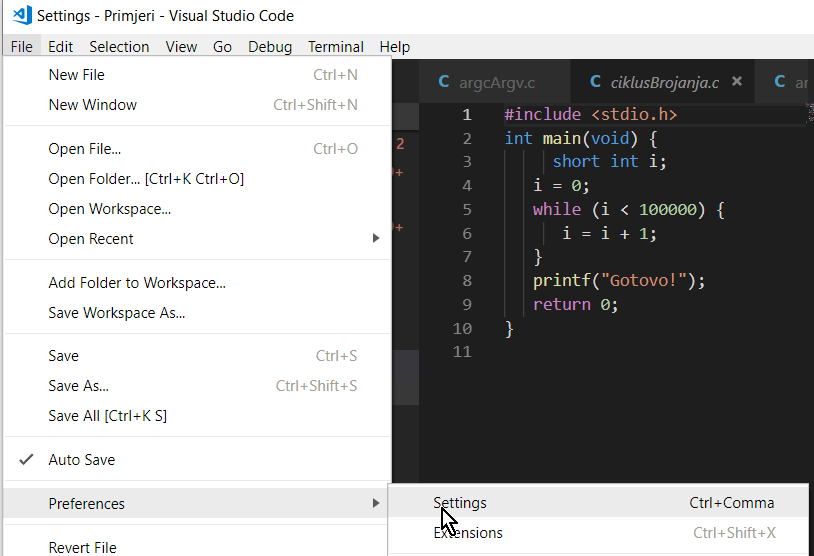 Settings - Primjeri - Visual Studio Code
File Edit Selection View Go Debug Terminal Help
New File Ctrl+N
New Window Ctrl+Shift+N
Open File... Ctrl+O
Open Folder... [Ctrl+K Ctrl+O]
Open Workspace...
Open Recent
Add Folder to Workspace...
Save Workspace As...
Save Ctrl+S
Save As... Ctrl+Shift+S
Save All [Ctrl+K S]
Auto Save
Preferences
Revert File
Settings Ctrl+Comma
Extensions Ctrl+Shift+X
2
C argcArgv.c C ciklusBrojanja.c × C ar
1 #include <stdio.h>
2 int main(void) {
3 short int i;
4 i = 0;
5 while (i < 100000) {
6 i = i + 1;
7 }
8 printf("Gotovo!");
9 return 0;
10 }
11